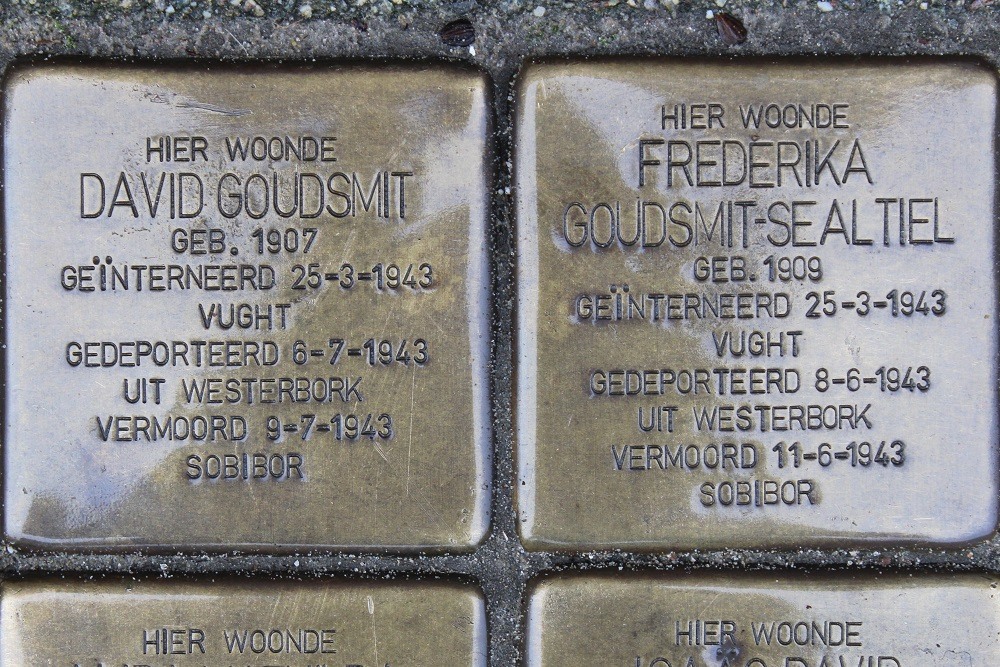 HIER WOONDE
DAVID GOUDSMIT
GEB. 1907
GEÏNTERNEERD 25-3-1943
VUGHT
GEDEPORTEERD 6-7-1943
UIT WESTERBORK
VERMOORD 9-7-1943
SOBIBOR
HIER WOONDE
FREDERIKA
GOUDSMIT-SEALTIEL
GEB. 1909
GEÏNTERNEERD 25-3-1943
VUGHT
GEDEPORTEERD 8-6-1943
UIT WESTERBORK
VERMOORD 11-6-1943
SOBIBOR
HIER WOONDE
HIER WOONDE
ISAAC DAVID